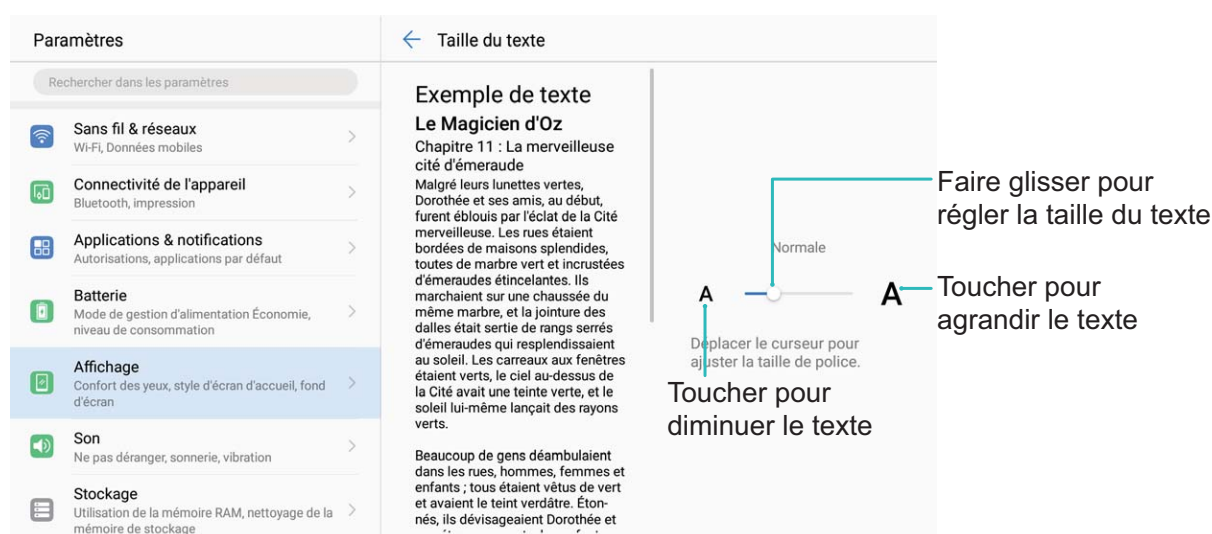 Paramètres
Rechercher dans les paramètres
Sans fil & réseaux
Wi-Fi, Données mobiles
Connectivité de l'appareil
Bluetooth, impression
Applications & notifications
Autorisations, applications par défaut
Batterie
Mode de gestion d'alimentation Économie,
niveau de consommation
Affichage
Confort des yeux, style d'écran d'accueil, fond
d'écran
Son
Ne pas déranger, sonnerie, vibration
Stockage
Utilisation de la mémoire RAM, nettoyage de la
mémoire de stockage
Taille du texte
Exemple de texte
Le Magicien d'Oz
Chapitre 11 : La merveilleuse
cité d'émeraude
Malgré leurs lunettes vertes,
Dorothée et ses amis, au début,
furent éblouis par l'éclat de la Cité
merveilleuse. Les rues étaient
bordées de maisons splendides,
toutes de marbre vert et incrustées
d'émeraudes étincelantes. Ils
marchaient sur une chaussée du
même marbre, et la jointure des
dalles était sertie de rangs serrés
d'émeraudes qui resplendissaient
au soleil. Les carreaux aux fenêtres
étaient verts, le ciel au-dessus de
la Cité avait une teinte verte, et le
soleil lui-même lançait des rayons
verts.
Beaucoup de gens déambulaient
dans les rues, hommes, femmes et
enfants ; tous étaient vêtus de vert
et avaient le teint verdâtre. Éton-
nés, ils dévisageaient Dorothée et
Normale
A
A
Déplacer le curseur pour
ajuster la taille de police.
Faire glisser pour
régler la taille du texte
Toucher pour
agrandir le texte
Toucher pour
diminuer le texte